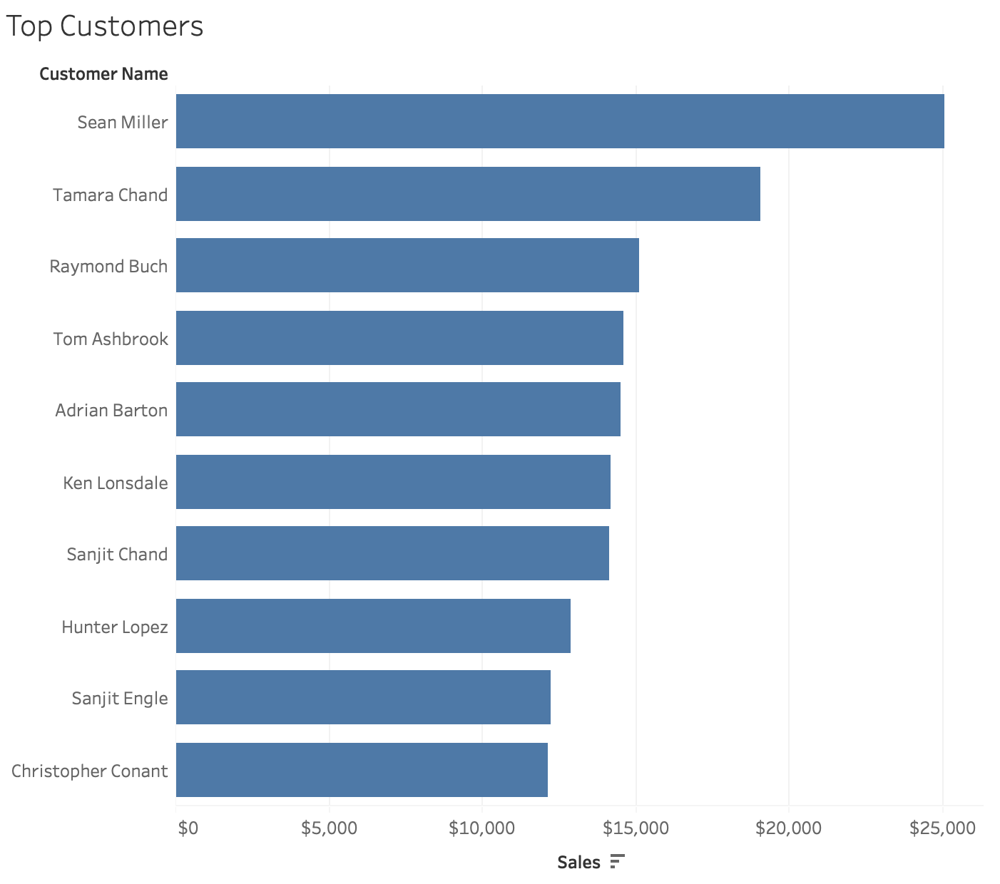 Top Customers
Customer Name
Sean Miller
Tamara Chand
Raymond Buch
Tom Ashbrook
Adrian Barton
Ken Lonsdale
Sanjit Chand
Hunter Lopez
Sanjit Engle
Christopher Conant
$0 $5,000 $10,000 $15,000 $20,000 $25,000
Sales